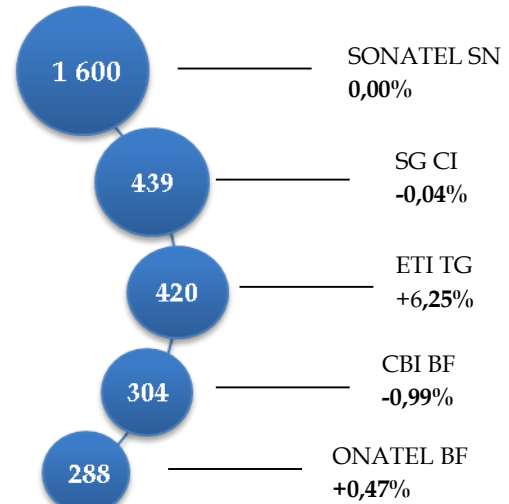 1 600
SONATEL SN
0,00%
439
SG CI
-0,04%
420
ETI TG
+6,25%
304
CBI BF
-0,99%
288
ONATEL BF
+0,47%